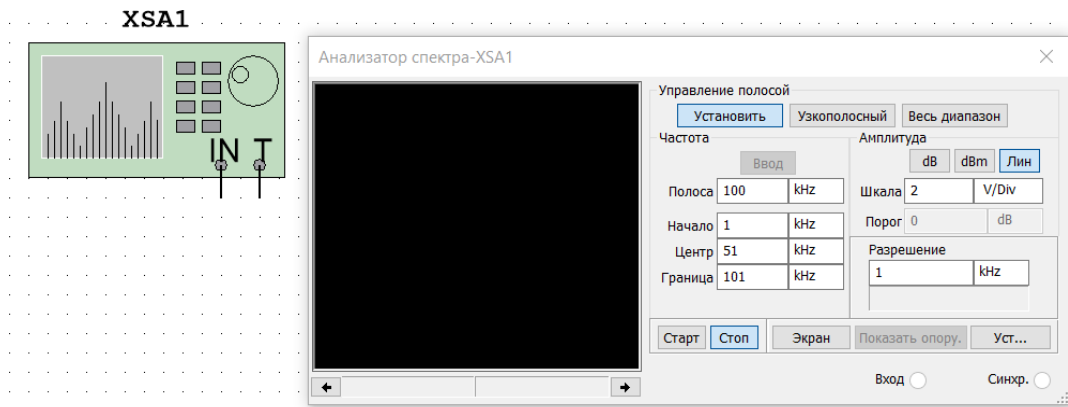 XSA1
IN T
Анализатор спектра-XSA1
Управление полосой
Установить Узкополосный Весь диапазон
Частота
Ввод
Полоса 100 kHz
Начало 1 kHz
Центр 51 kHz
Граница 101 kHz
Амплитуда
dB dBm Лин
Шкала 2 V/Div
Порог 0 dB
Разрешение
1 kHz
Старт Стоп Экран Показать опору. Уст...
Вход Синхр.